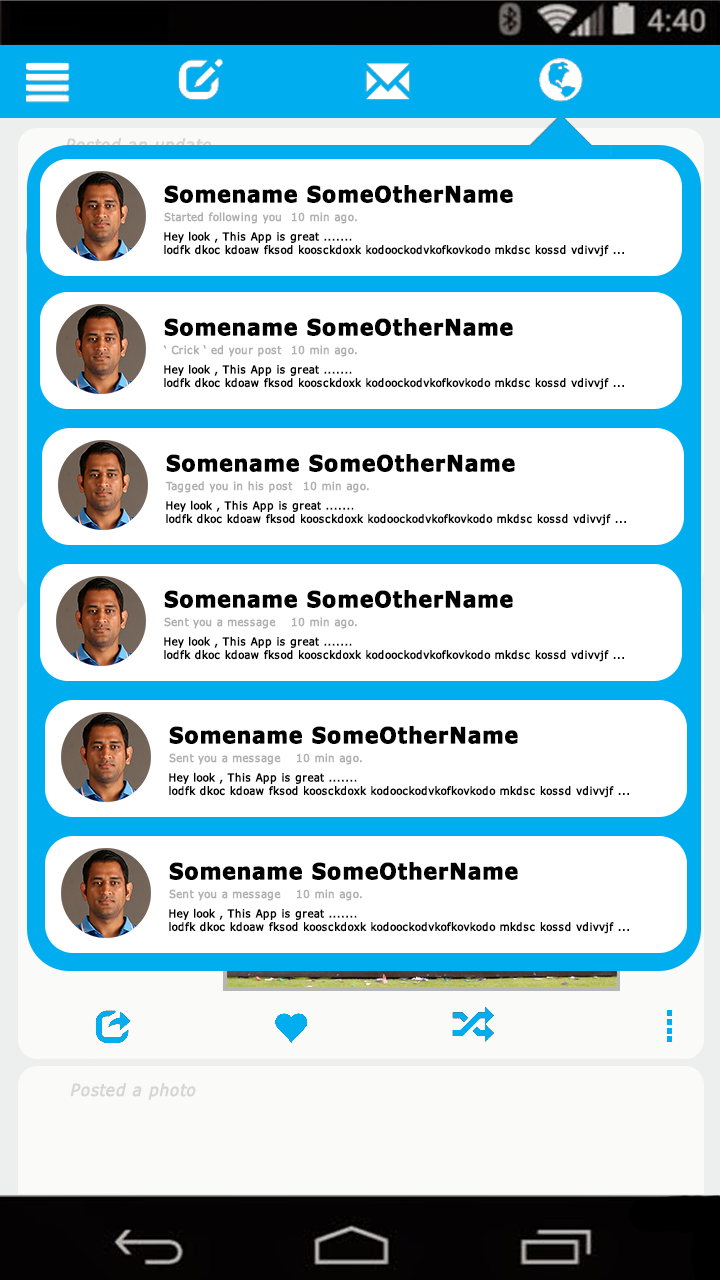 4:40
Posted an update
Somename SomeOtherName
Started following you 10 min ago.
Hey look , This App is great .......
lodfk dkoc kdoaw fksod koosckdoxk kodoockodvkofkovkodo mkdsc kossd vdivvjf ...
Somename SomeOtherName
' Crick ' ed your post 10 min ago.
Hey look , This App is great .......
lodfk dkoc kdoaw fksod koosckdoxk kodoockodvkofkovkodo mkdsc kossd vdivvjf ...
Somename SomeOtherName
Tagged you in his post 10 min ago.
Hey look , This App is great .......
lodfk dkoc kdoaw fksod koosckdoxk kodoockodvkofkovkodo mkdsc kossd vdivvjf ...
Somename SomeOtherName
Sent you a message 10 min ago.
Hey look , This App is great .......
lodfk dkoc kdoaw fksod koosckdoxk kodoockodvkofkovkodo mkdsc kossd vdivvjf ...
Somename SomeOtherName
Sent you a message 10 min ago.
Hey look , This App is great .......
lodfk dkoc kdoaw fksod koosckdoxk kodoockodvkofkovkodo mkdsc kossd vdivvjf ...
Somename SomeOtherName
Sent you a message 10 min ago.
Hey look , This App is great .......
lodfk dkoc kdoaw fksod koosckdoxk kodoockodvkofkovkodo mkdsc kossd vdivvjf ...
Posted a photo